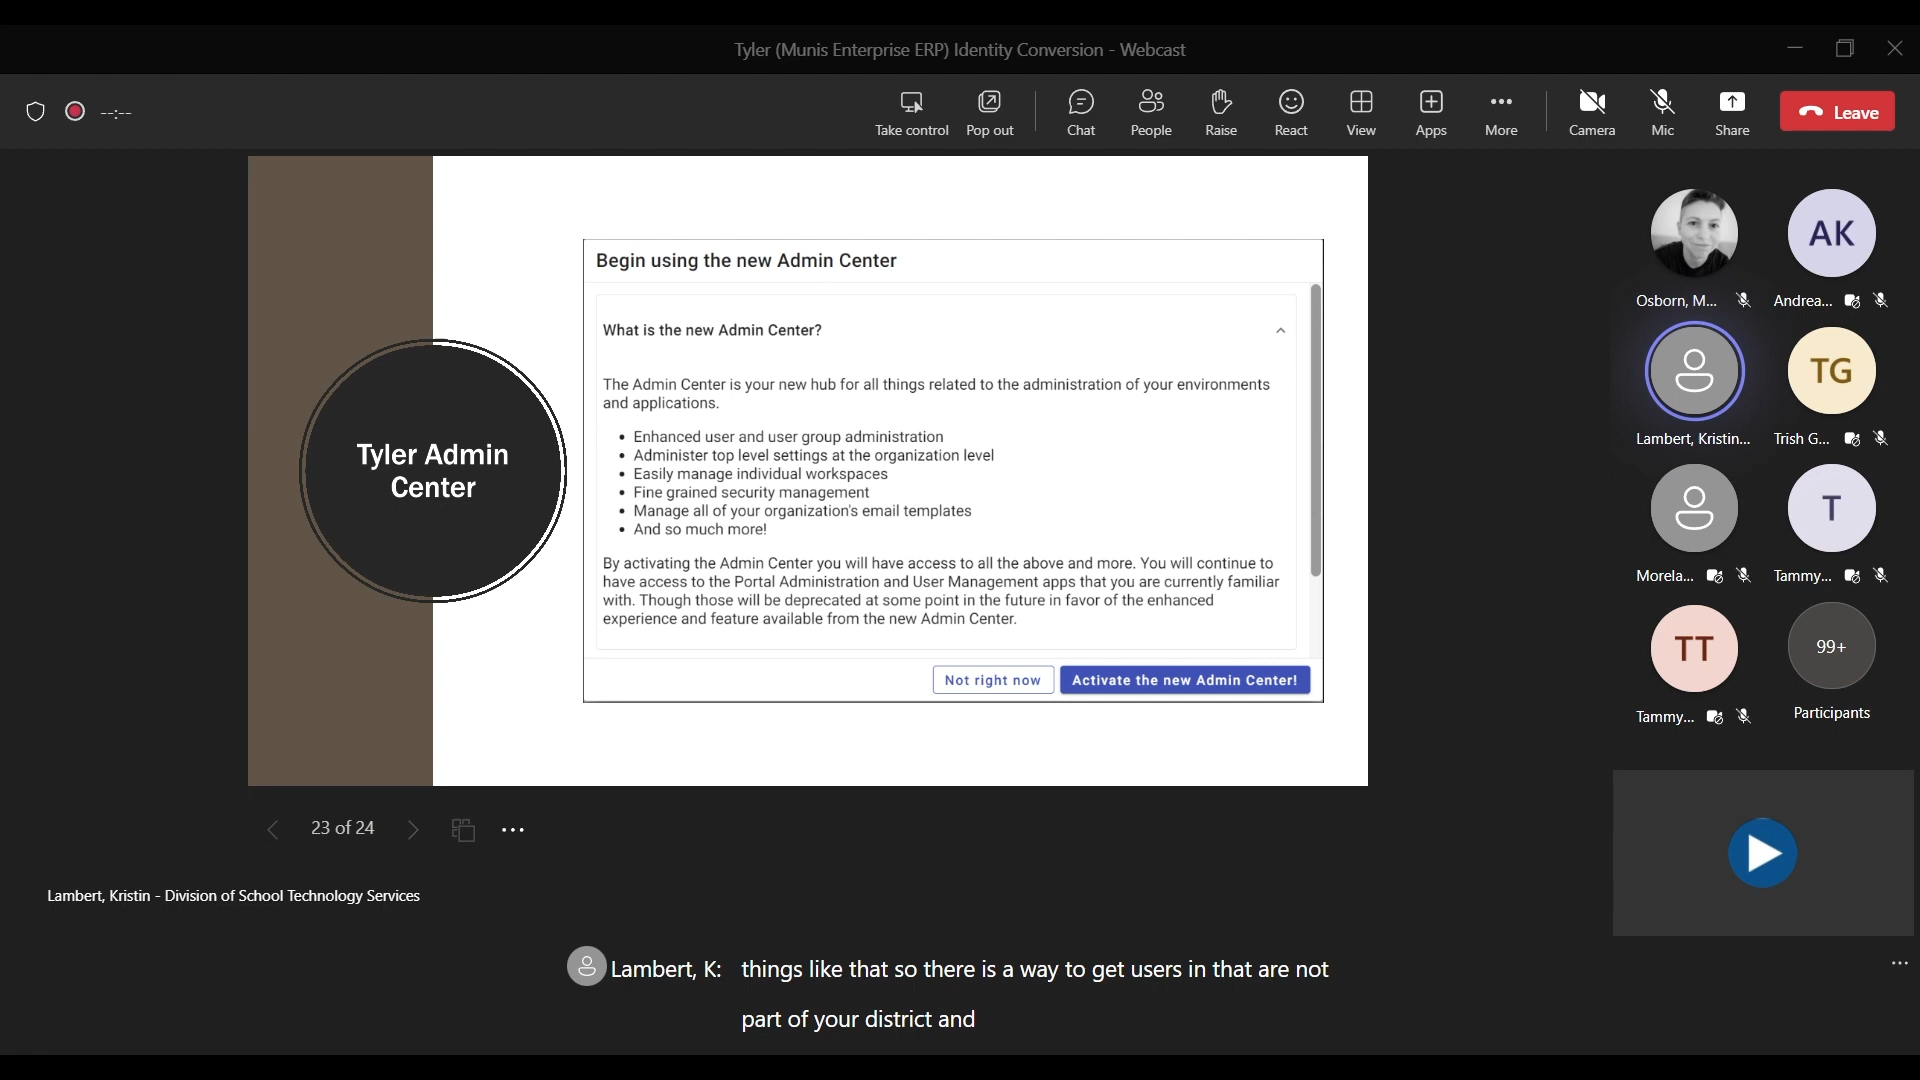 Tyler (Munis Enterprise ERP) Identity Conversion - Webcast
--:--
Take control
Pop out
Chat
People
Raise
React
View
Apps
More
Camera
Mic
Share
Leave
Tyler Admin
Center
Begin using the new Admin Center
What is the new Admin Center?
The Admin Center is your new hub for all things related to the administration of your environments
and applications.
• Enhanced user and user group administration
• Administer top level settings at the organization level
• Easily manage individual workspaces
• Fine grained security management
• Manage all of your organization's email templates
• And so much more!
By activating the Admin Center you will have access to all the above and more. You will continue to
have access to the Portal Administration and User Management apps that you are currently familiar
with. Though those will be deprecated at some point in the future in favor of the enhanced
experience and feature available from the new Admin Center.
Not right now
Activate the new Admin Center!
AK
Osborn, M...
Andrea...
TG
Lambert, Kristin...
Trish G...
T
Morela...
Tammy...
TT
99+
Tammy...
Participants
23 of 24
Lambert, Kristin - Division of School Technology Services
Lambert, K: things like that so there is a way to get users in that are not
part of your district and